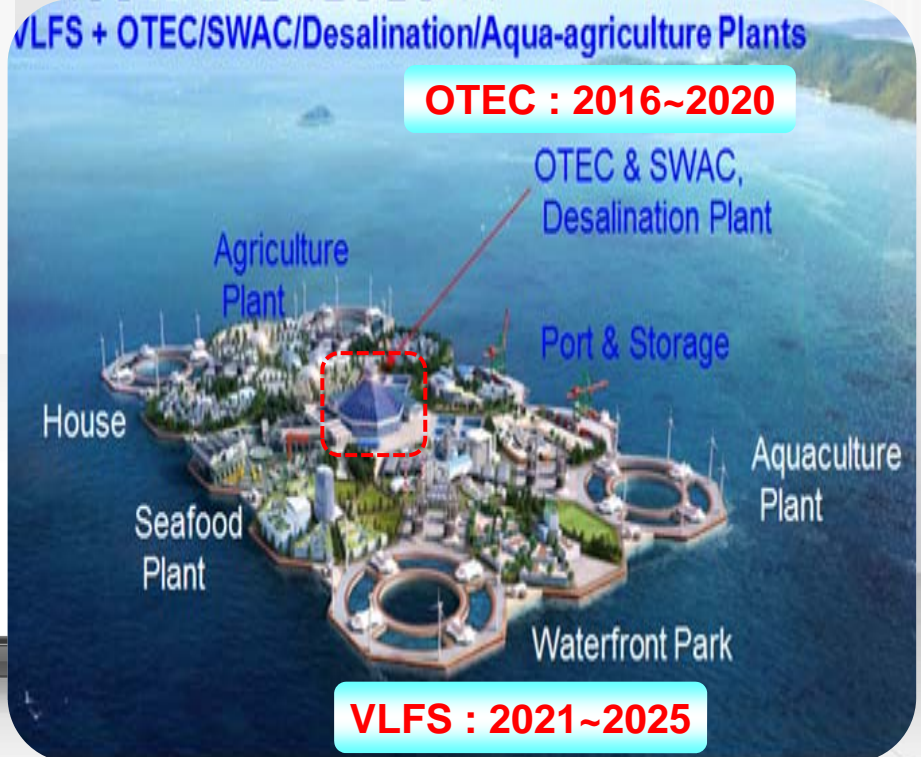 VLFS + OTEC/SWAC/Desalination/Aqua-agriculture Plants
OTEC : 2016~2020
OTEC & SWAC,
Desalination Plant
Agriculture
Plant
Port & Storage
House
Aquaculture
Plant
Seafood
Plant
Waterfront Park
VLFS : 2021~2025